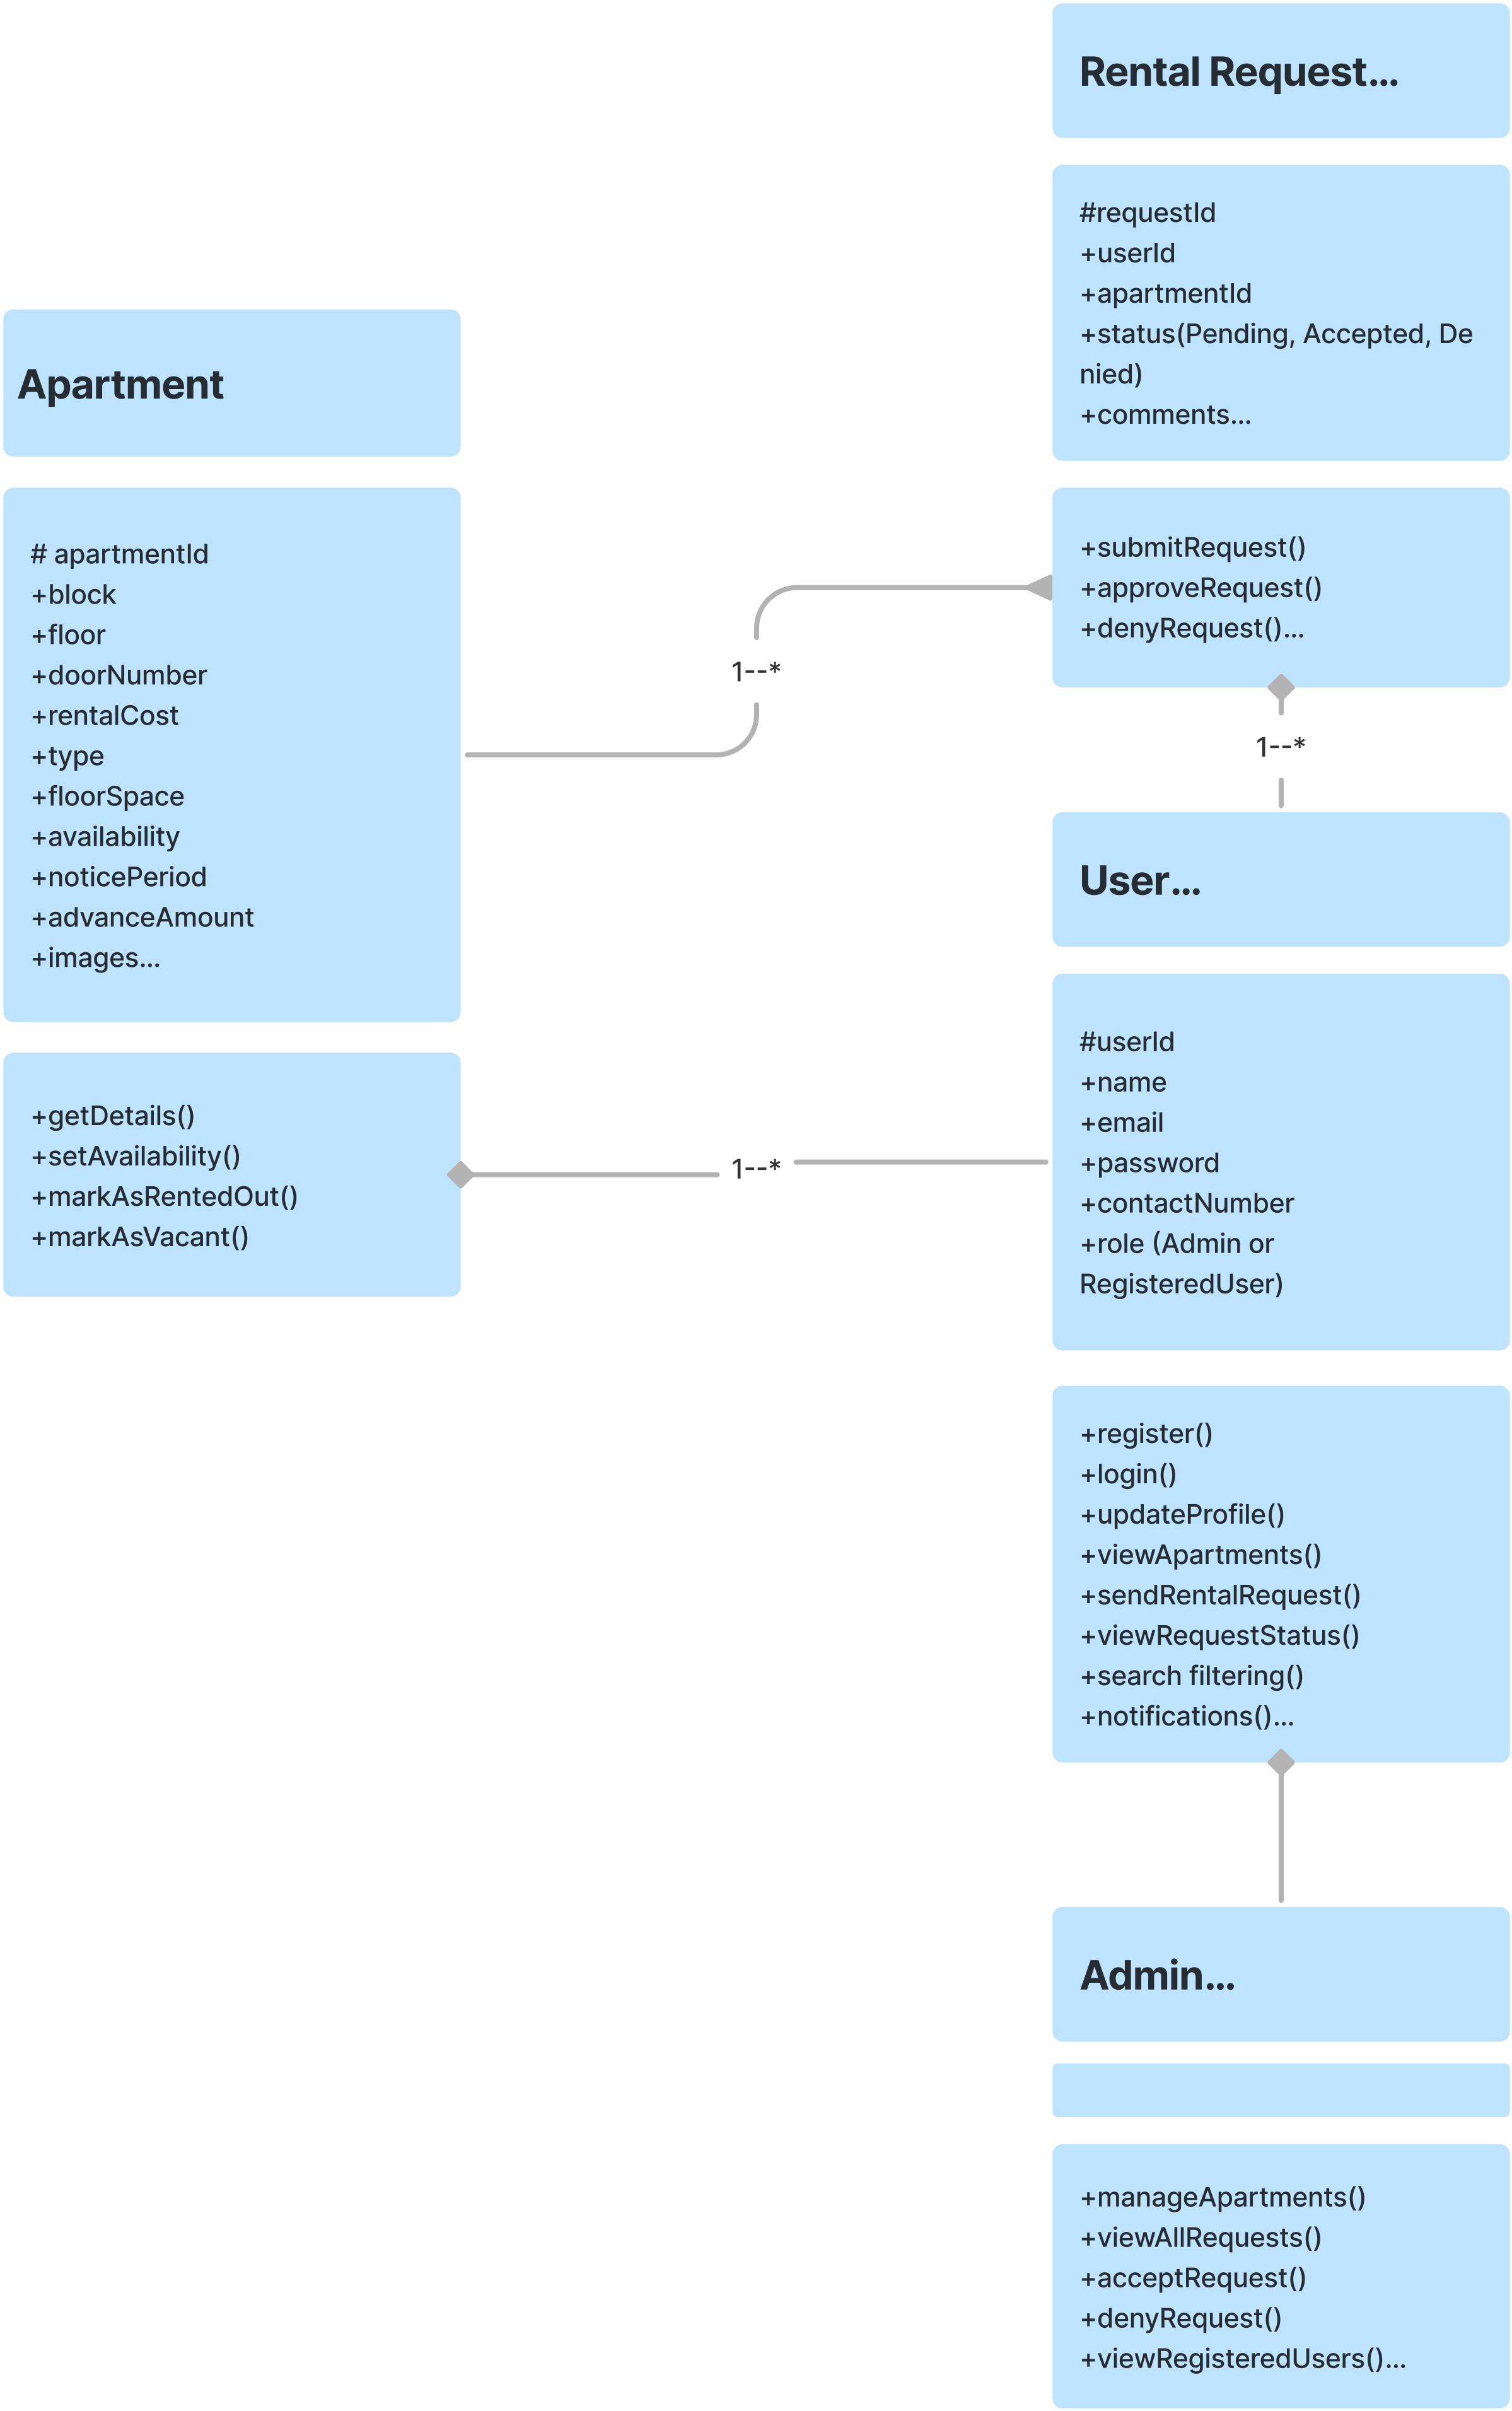 Rental Request...
#requestId
+userId
+apartmentId
+status(Pending, Accepted, De
nied)
+comments...
+submitRequest()
+approveRequest()
+denyRequest()...
Apartment
# apartmentId
+block
+floor
+doorNumber
+rentalCost
+type
+floorSpace
+availability
+noticePeriod
+advanceAmount
+images...
+getDetails()
+setAvailability()
+markAsRentedOut()
+markAsVacant()
1--*
1--*
1--*
User...
#userId
+name
+email
+password
+contactNumber
+role (Admin or
RegisteredUser)
+register()
+login()
+updateProfile()
+viewApartments()
+sendRentalRequest()
+viewRequestStatus()
+search filtering()
+notifications()...
Admin...
+manageApartments()
+viewAllRequests()
+acceptRequest()
+denyRequest()
+viewRegisteredUsers()...